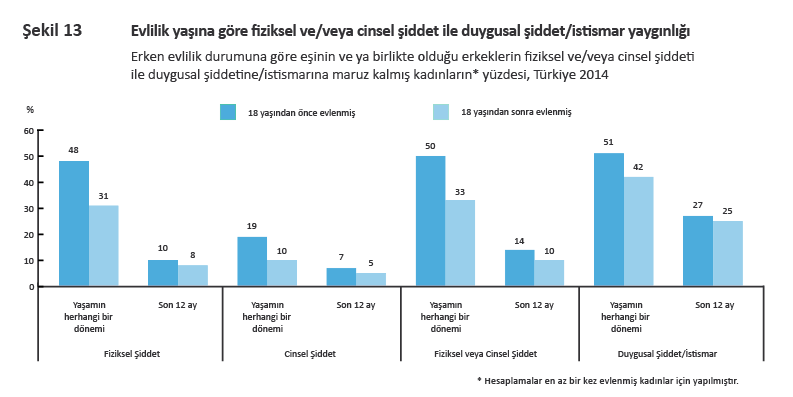 Şekil 13
Evlilik yaşına göre fiziksel ve/veya cinsel şiddet ile duygusal şiddet/istismar yaygınlığı
Erken evlilik durumuna göre eşinin ve ya birlikte olduğu erkeklerin fiziksel ve/veya cinsel şiddeti
ile duygusal şiddetine/istismarına maruz kalmış kadınların* yüzdesi, Türkiye 2014
%
18 yaşından önce evlenmiş
18 yaşından sonra evlenmiş
60
50
40
30
20
10
0
48
31
10
8
19
10
7
5
50
33
14
10
51
42
27
25
Yaşamın
herhangi bir
dönemi
Son 12 ay
Yaşamın
herhangi bir
dönemi
Son 12 ay
Yaşamın
herhangi bir
dönemi
Son 12 ay
Yaşamın
herhangi bir
dönemi
Son 12 ay
Fiziksel Şiddet
Cinsel Şiddet
Fiziksel veya Cinsel Şiddet
Duygusal Şiddet/İstismar
* Hesaplamalar en az bir kez evlenmiş kadınlar için yapılmıştır.